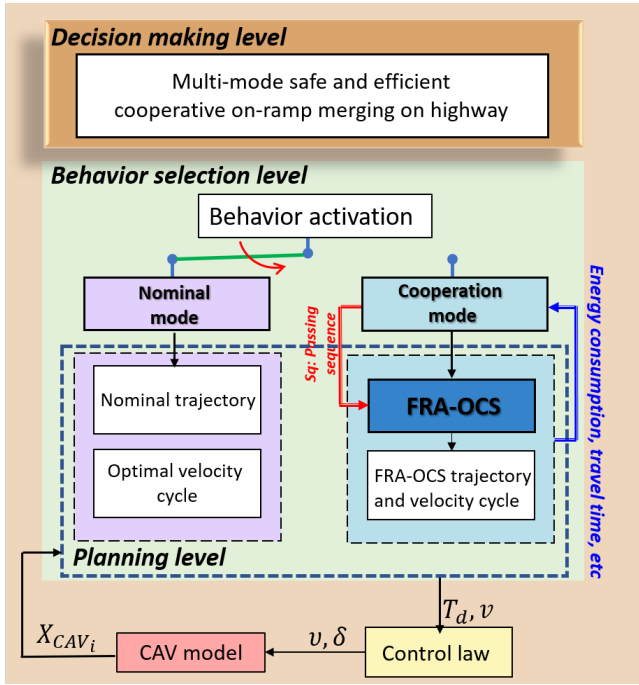 Decision making level
Multi-mode safe and efficient
cooperative on-ramp merging on highway
Behavior selection level
Behavior activation
Nominal
mode
Cooperation
mode
Sq: Passing
sequence
Energy consumption, travel time, etc
Nominal trajectory
FRA-OCS
Optimal velocity
cycle
FRA-OCS trajectory
and velocity cycle
Planning level
T_d, v
X_{CAV_i}
υ, δ
CAV model
Control law